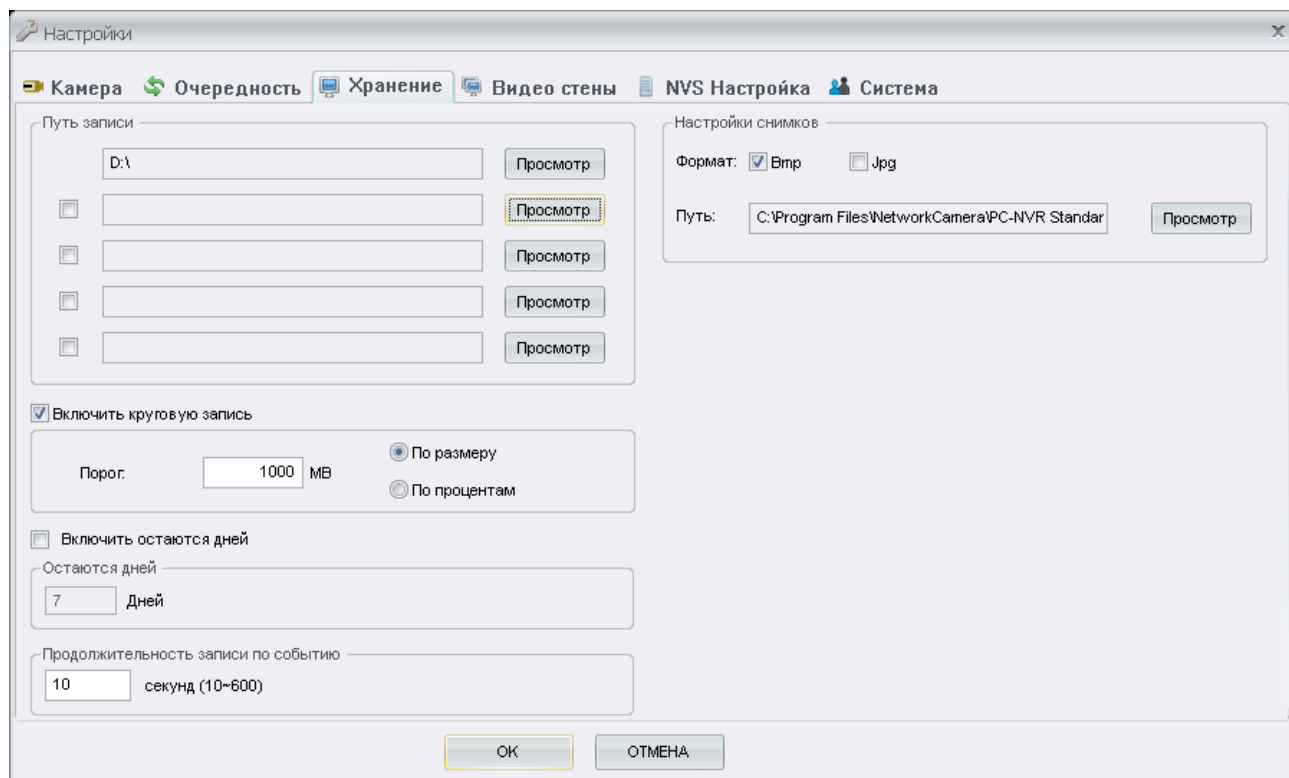 Настройки
Камера Очередность Хранение Видео стены NVS Настройка Система
Путь записи
D:\
Просмотр
Просмотр
Просмотр
Просмотр
Просмотр
Включить круговую запись
Порог:
1000 MB
По размеру
По процентам
Включить остаются дней
Остаются дней
7 Дней
Продолжительность записи по событию
10 секунд (10~600)
Настройки снимков
Формат: Bmp Jpg
Путь: C:\Program Files\NetworkCamera\PC-NVR Standar Просмотр
OK ОТМЕНА